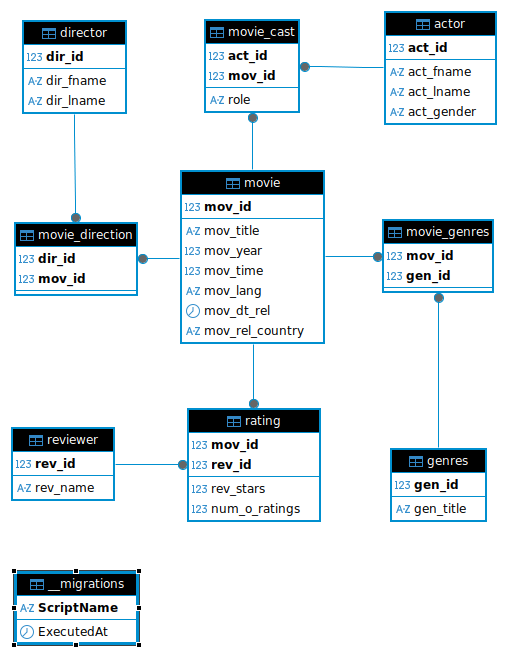 director
123 dir_id
A-Z dir_fname
A-Z dir_lname
movie_cast
123 act_id
123 mov_id
A-Z role
actor
123 act_id
A-Z act_fname
A-Z act_lname
A-Z act_gender
movie
123 mov_id
A-Z mov_title
123 mov_year
123 mov_time
A-Z mov_lang
mov_dt_rel
A-Z mov_rel_country
movie_direction
123 dir_id
123 mov_id
movie_genres
123 mov_id
123 gen_id
reviewer
123 rev_id
A-Z rev_name
rating
123 mov_id
123 rev_id
123 rev_stars
123 num_o_ratings
genres
123 gen_id
A-Z gen_title
__migrations
A-Z ScriptName
ExecutedAt